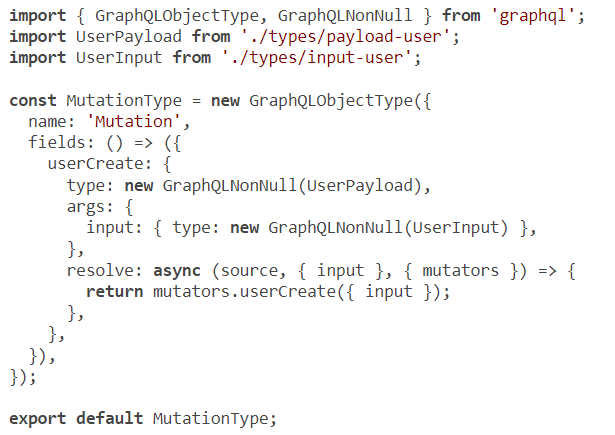 import { GraphQLObjectType, GraphQLNonNull } from 'graphql';
import UserPayload from './types/payload-user';
import UserInput from './types/input-user';

const MutationType = new GraphQLObjectType({
  name: 'Mutation',
  fields: () => ({
    userCreate: {
      type: new GraphQLNonNull(UserPayload),
      args: {
        input: { type: new GraphQLNonNull(UserInput) },
      },
      resolve: async (source, { input }, { mutators }) => {
        return mutators.userCreate({ input });
      },
    },
  }),
});

export default MutationType;